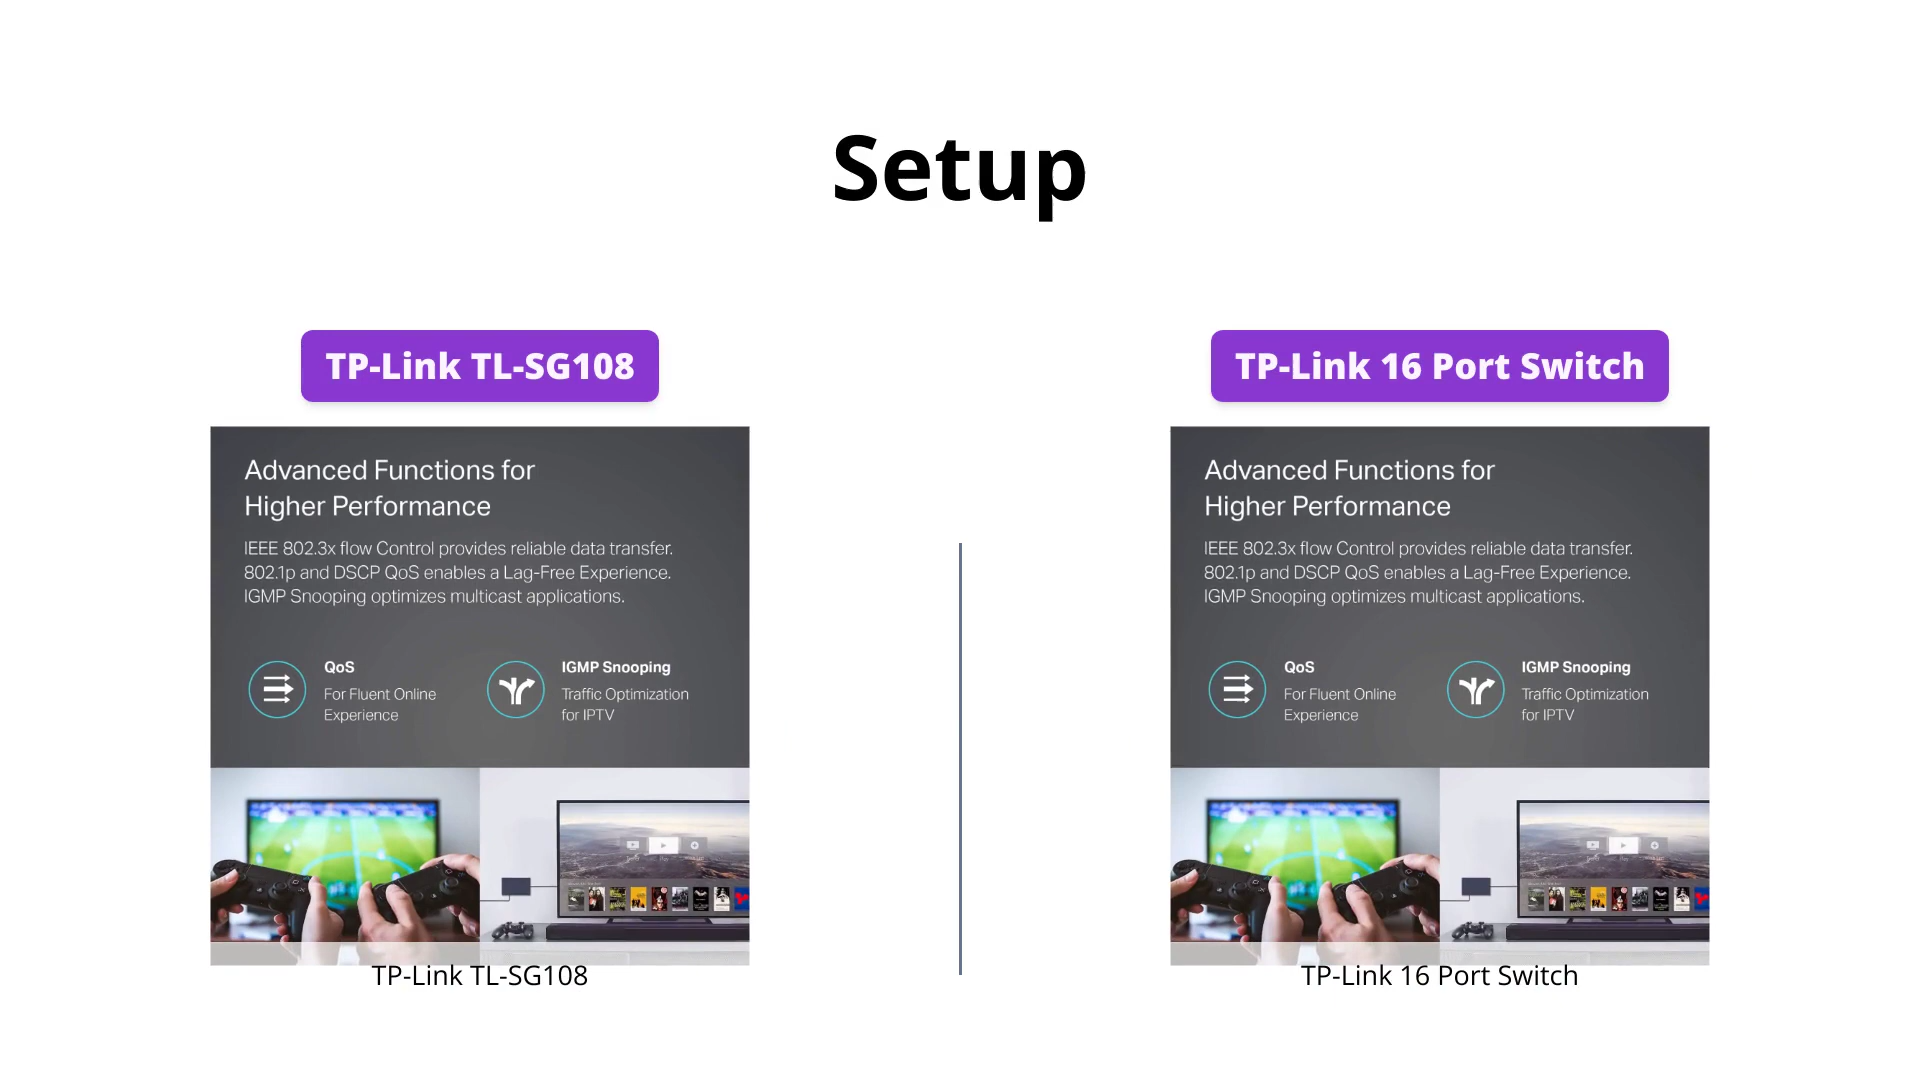 Setup
TP-Link TL-SG108
Advanced Functions for
Higher Performance
IEEE 802.3x flow Control provides reliable data transfer.
802.1p and DSCP QoS enables a Lag-Free Experience.
IGMP Snooping optimizes multicast applications.
QoS
For Fluent Online
Experience
IGMP Snooping
Traffic Optimization
for IPTV
TP-Link TL-SG108
TP-Link 16 Port Switch
Advanced Functions for
Higher Performance
IEEE 802.3x flow Control provides reliable data transfer.
802.1p and DSCP QoS enables a Lag-Free Experience.
IGMP Snooping optimizes multicast applications.
QoS
For Fluent Online
Experience
IGMP Snooping
Traffic Optimization
for IPTV
TP-Link 16 Port Switch